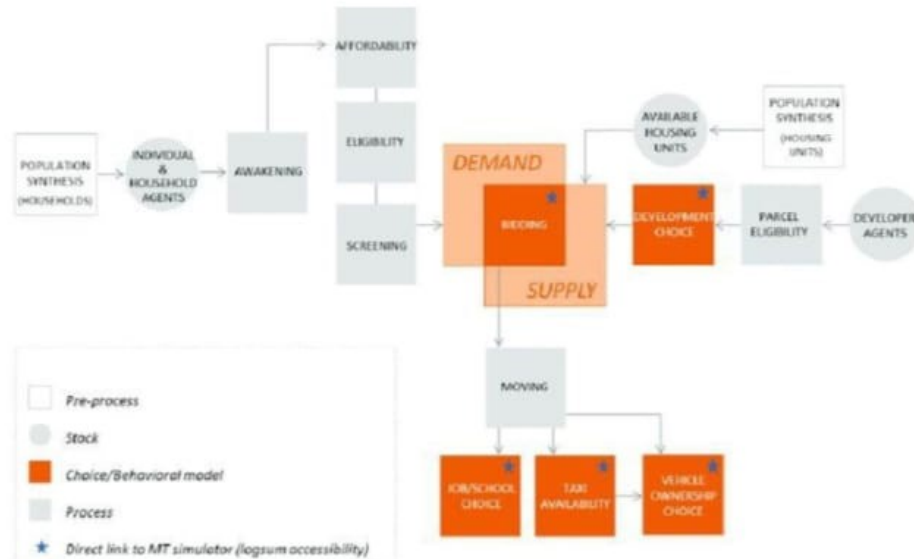 AFFORDABILITY
ELIGIBILITY
SCREENING
POPULATION
SYNTHESIS
(HOUSEHOLDS)
INDIVIDUAL
&
HOUSEHOLD
AGENTS
AWAKENING
DEMAND
BIDDING
SUPPLY
AVAILABLE
HOUSING
UNITS
POPULATION
SYNTHESIS
(HOUSING
UNITS)
DEVELOPMENT
CHOICE
PARCEL
ELIGIBILITY
DEVELOPER
AGENTS
MOVING
JOB/SCHOOL
CHOICE
TAXI
AVAILABILITY
VEHICLE
OWNERSHIP
CHOICE
Pre-process
Stock
Choice/Behavioral model
Process
Direct link to MT simulator (logsum accessibility)